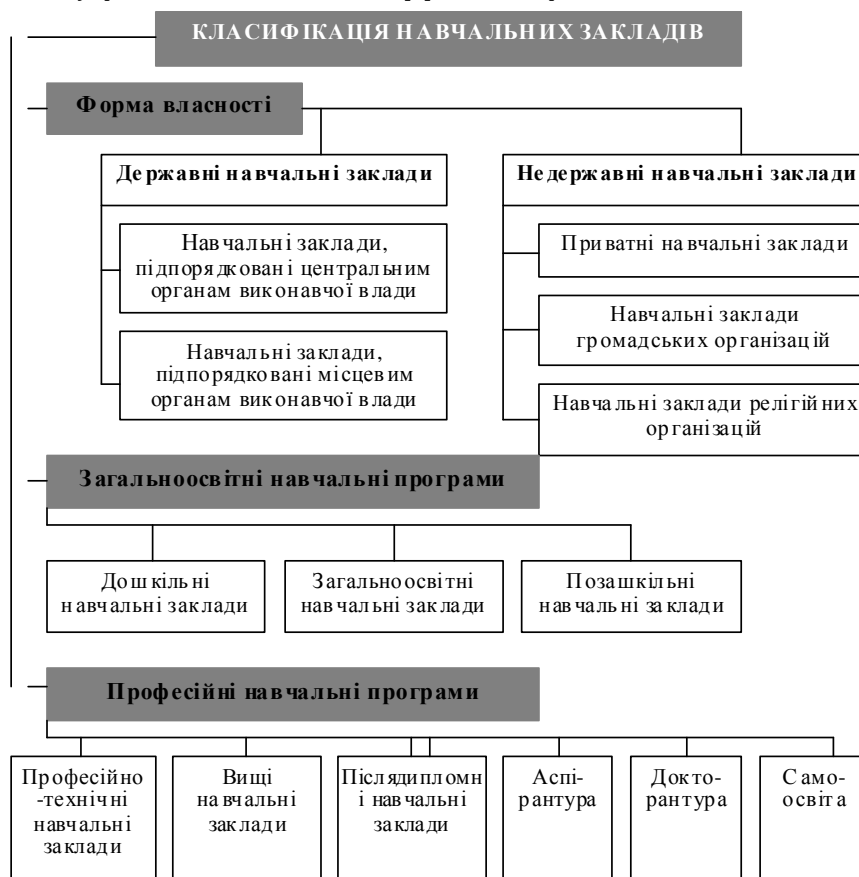 КЛАСИФІКАЦІЯ НАВЧАЛЬНИХ ЗАКЛАДІВ
Форма власності
Державні навчальні заклади
Недержавні навчальні заклади
Навчальні заклади,
підпорядковані центральним
органам виконавчої влади
Приватні навчальні заклади
Навчальні заклади
громадських організацій
Навчальні заклади,
підпорядковані місцевим
органам виконавчої влади
Навчальні заклади релігійних
організацій
Загальноосвітні навчальні програми
Дошкільні
навчальні заклади
Загальноосвітні
навчальні заклади
Позашкільні
навчальні заклади
Професійні навчальні програми
Професійно
-технічні
навчальні
заклади
Вищі
навчальні
заклади
Післядипломн
і навчальні
заклади
Аспі-
рантура
Докто-
рантура
Само-
освіта